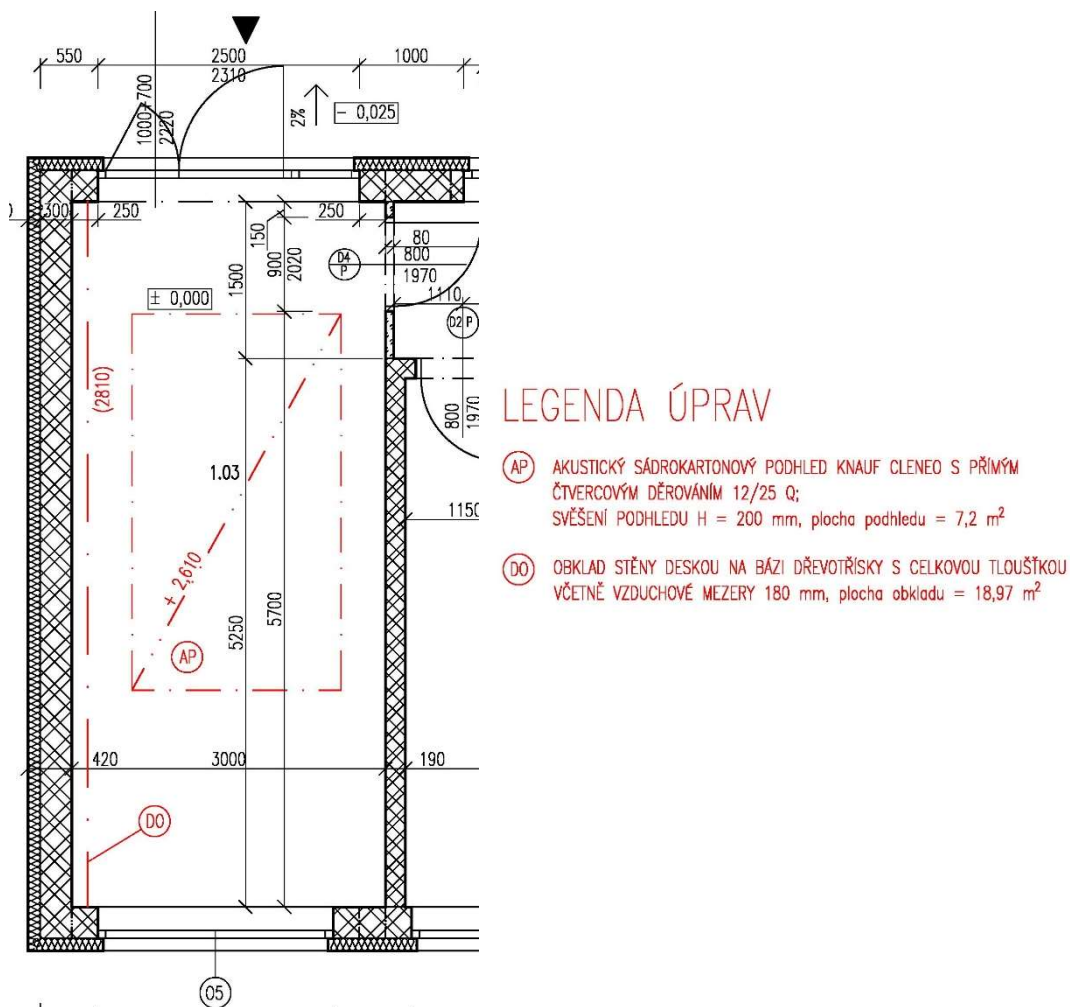 550
2500
1000
2310
1000+700
2220
2%
- 0,025
300
250
250
150
900
2020
1500
80
800
1970
1110
D4
P
D2 P
± 0,000
(2810)
800
1970
1.03
1150
+ 2,610
5250
5700
AP
420
3000
190
DO
05
LEGENDA ÚPRAV
AP AKUSTICKÝ SÁDROKARTONOVÝ PODHLED KNAUF CLENEO S PŘÍMÝM
ČTVERCOVÝM DĚROVÁNÍM 12/25 Q;
SVĚŠENÍ PODHLEDU H = 200 mm, plocha podhledu = 7,2 m²
DO OBKLAD STĚNY DESKOU NA BÁZI DŘEVOTŘÍSKY S CELKOVOU TLOUŠŤKOU
VČETNĚ VZDUCHOVÉ MEZERY 180 mm, plocha obkladu = 18,97 m²